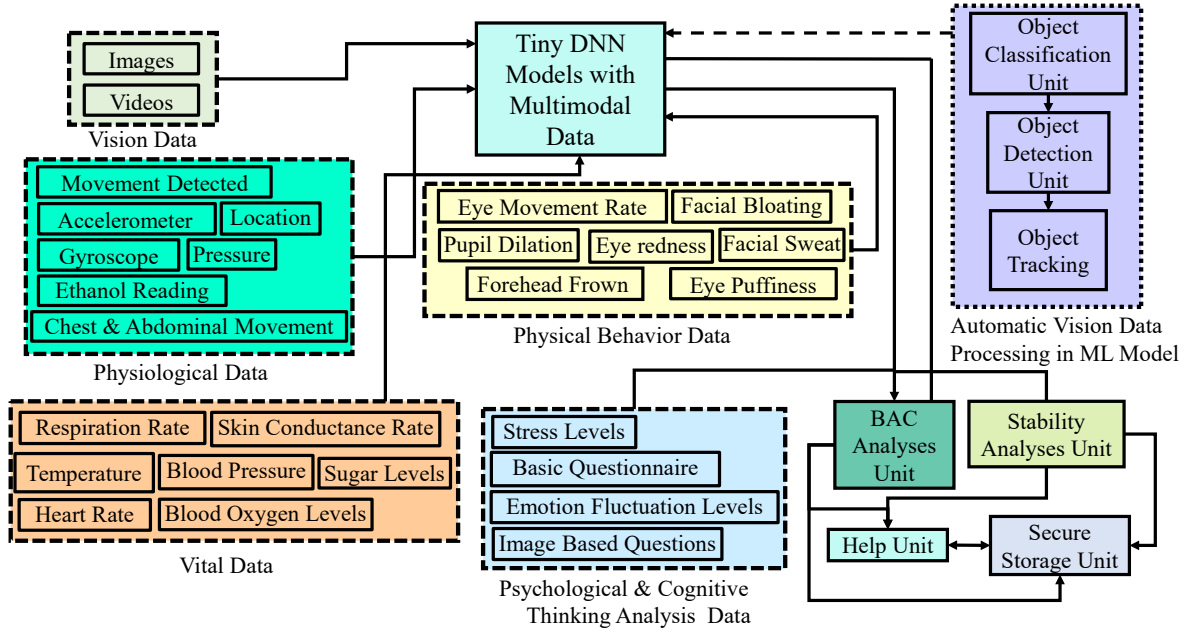 Images
Videos
Vision Data
Tiny DNN
Models with
Multimodal
Data
Object
Classification
Unit
Object
Detection
Unit
Object
Tracking
Automatic Vision Data
Processing in ML Model
Movement Detected
Accelerometer
Location
Gyroscope
Pressure
Ethanol Reading
Chest & Abdominal Movement
Physiological Data
Eye Movement Rate
Facial Bloating
Pupil Dilation
Eye redness
Facial Sweat
Forehead Frown
Eye Puffiness
Physical Behavior Data
Respiration Rate
Skin Conductance Rate
Temperature
Blood Pressure
Sugar Levels
Heart Rate
Blood Oxygen Levels
Vital Data
Stress Levels
Basic Questionnaire
Emotion Fluctuation Levels
Image Based Questions
Psychological & Cognitive
Thinking Analysis Data
BAC
Analyses
Unit
Stability
Analyses Unit
Help Unit
Secure
Storage Unit